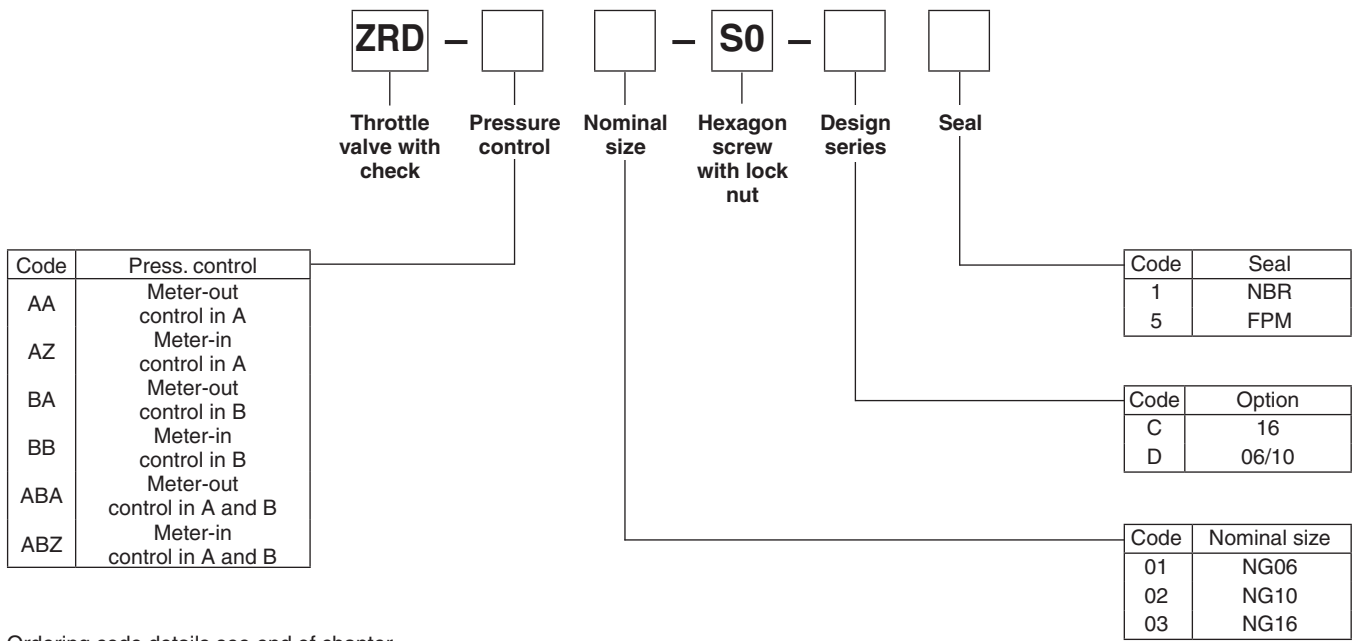 ZRD – – S0 –
Throttle valve with check
Pressure control
Nominal size
Hexagon screw with lock nut
Design series
Seal
Code Press. control
AA Meter-out control in A
AZ Meter-in control in A
BA Meter-out control in B
BB Meter-in control in B
ABA Meter-out control in A and B
ABZ Meter-in control in A and B
Code Seal
1 NBR
5 FPM
Code Option
C 16
D 06/10
Code Nominal size
01 NG06
02 NG10
03 NG16
Ordering code details see end of chapter